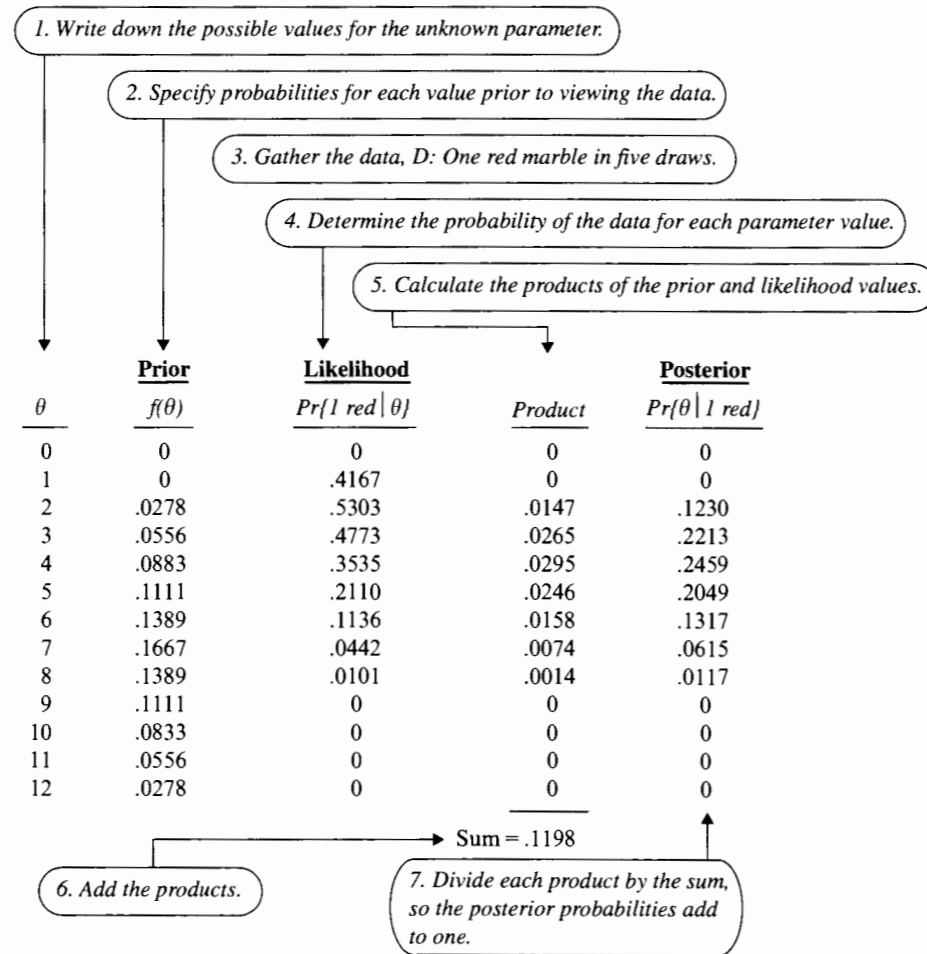 1. Write down the possible values for the unknown parameter.
2. Specify probabilities for each value prior to viewing the data.
3. Gather the data, D: One red marble in five draws.
4. Determine the probability of the data for each parameter value.
5. Calculate the products of the prior and likelihood values.
Prior Likelihood Posterior
θ f(θ) Pr{1 red | θ} Product Pr{θ | 1 red}
0 0 0 0 0
1 0 .4167 0 0
2 .0278 .5303 .0147 .1230
3 .0556 .4773 .0265 .2213
4 .0883 .3535 .0295 .2459
5 .1111 .2110 .0246 .2049
6 .1389 .1136 .0158 .1317
7 .1667 .0442 .0074 .0615
8 .1389 .0101 .0014 .0117
9 .1111 0 0 0
10 .0833 0 0 0
11 .0556 0 0 0
12 .0278 0 0 0
Sum = .1198
6. Add the products.
7. Divide each product by the sum,
so the posterior probabilities add
to one.